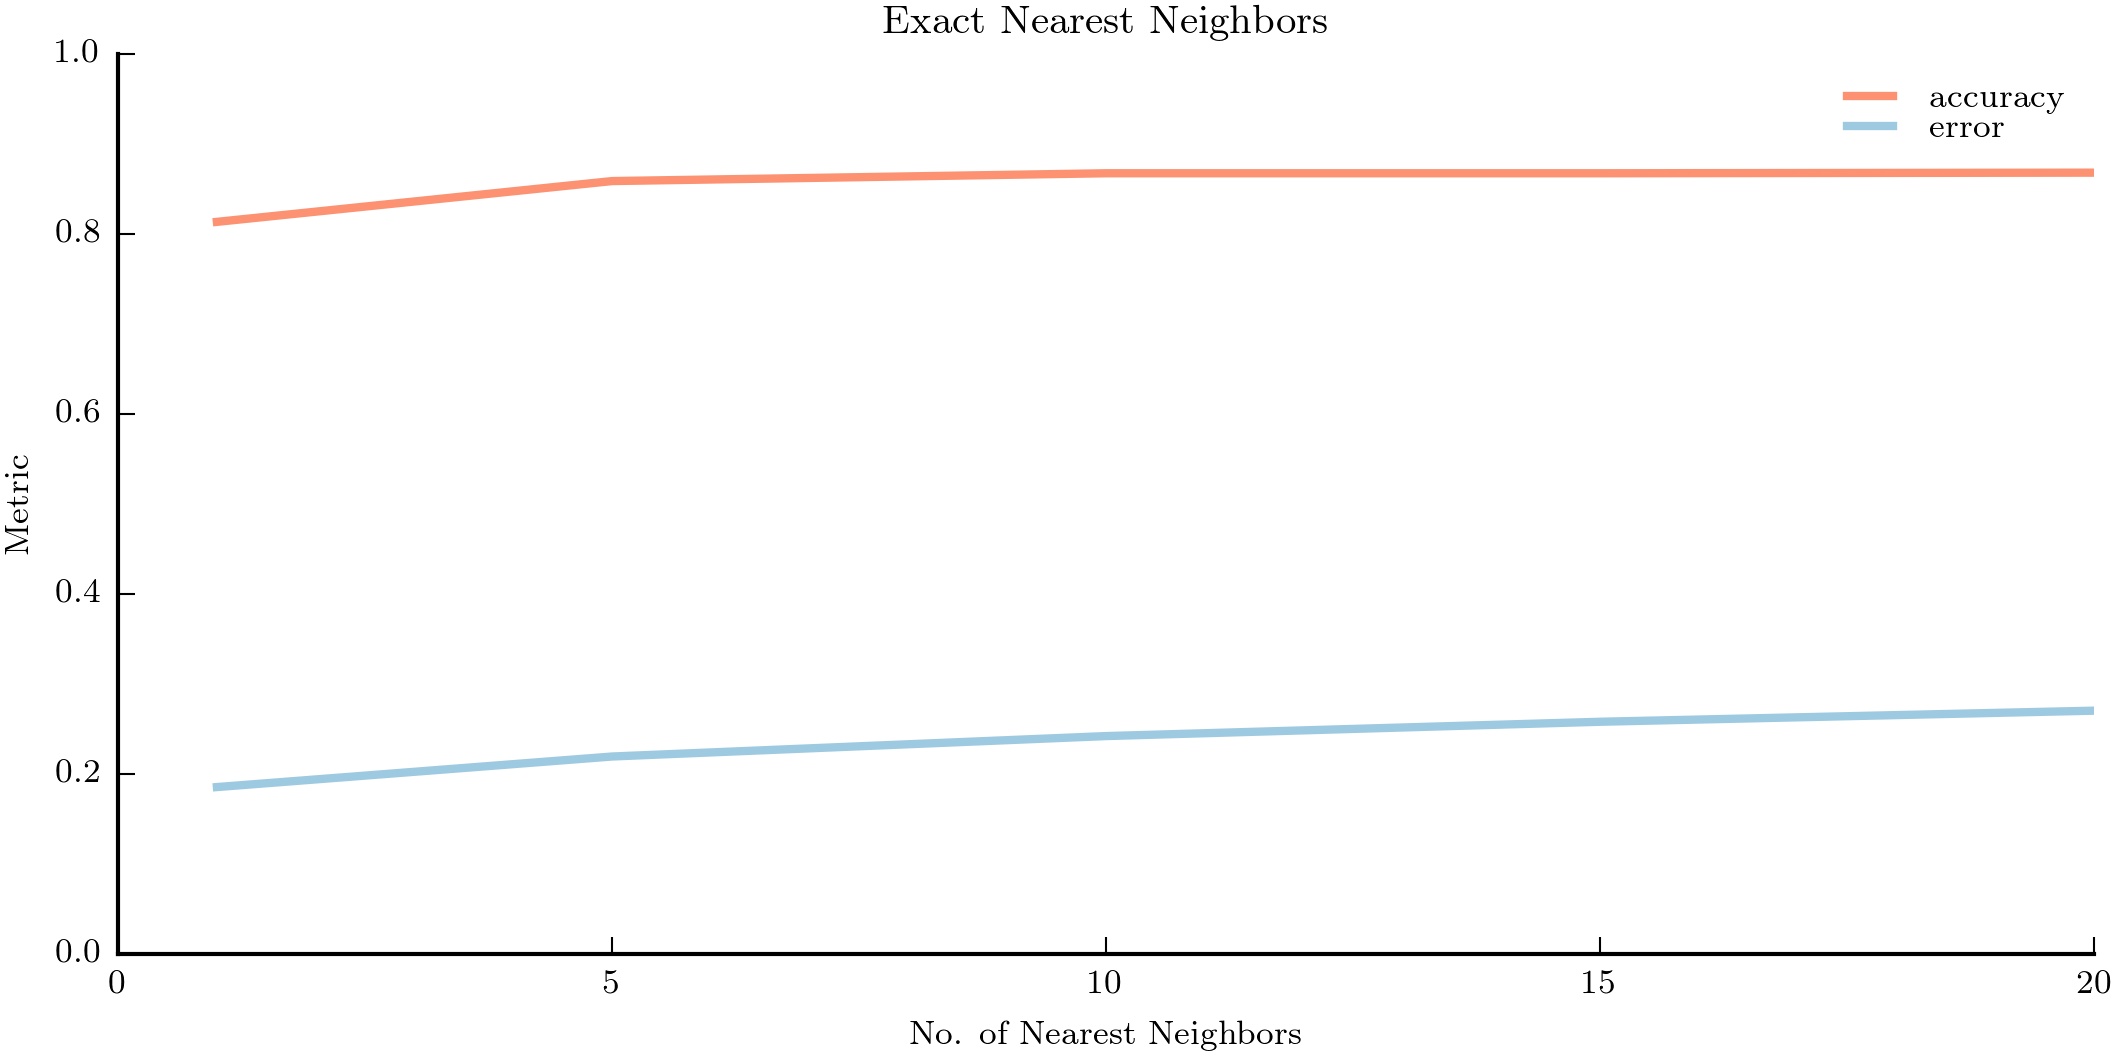 Exact Nearest Neighbors
1.0
accuracy
error
0.8
0.6
Metric
0.4
0.2
0.0
0 5 10 15 20
No. of Nearest Neighbors